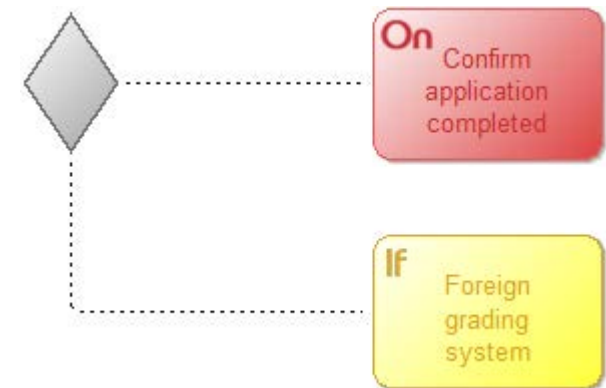 On
Confirm
application
completed
If
Foreign
grading
system